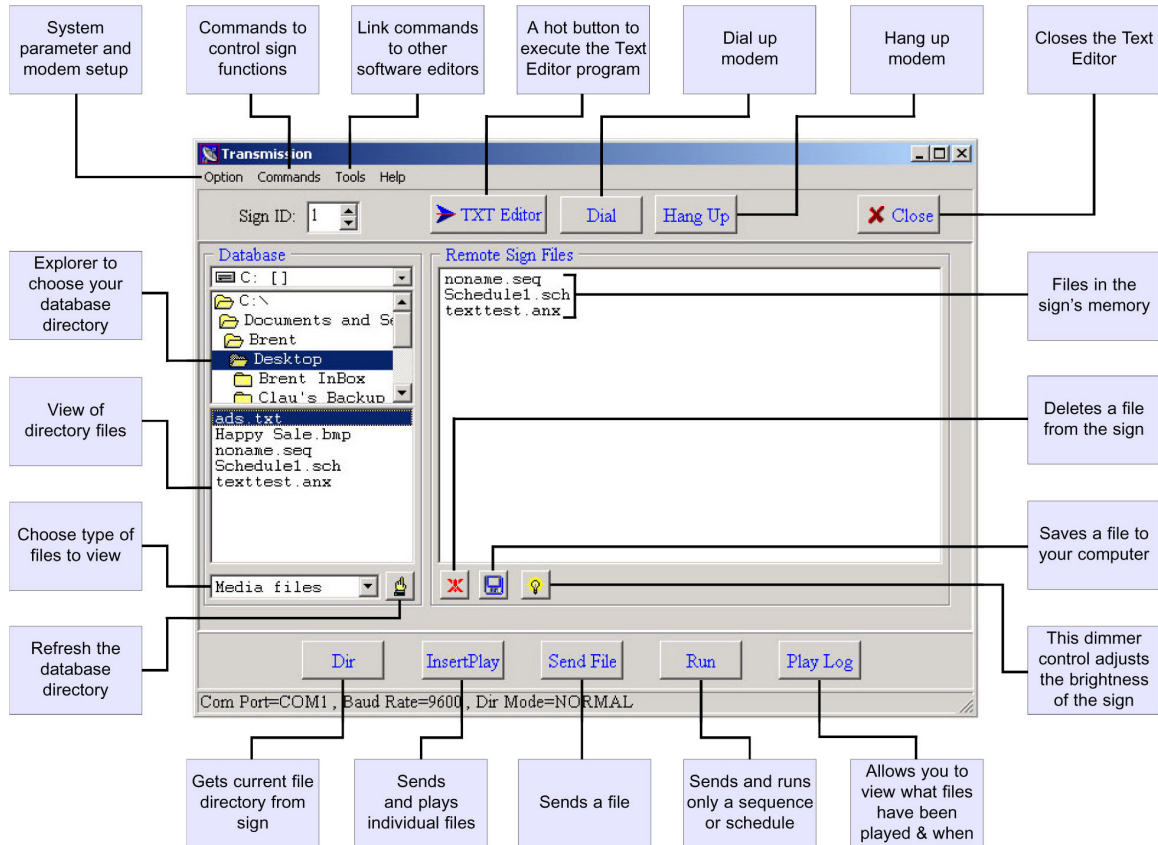 System
parameter and
modem setup
Commands to
control sign
functions
Link commands
to other
software editors
A hot button to
execute the Text
Editor program
Dial up
modem
Hang up
modem
Closes the Text
Editor
Transmission
Option Commands Tools Help
Sign ID: 1
TXT Editor
Dial
Hang Up
Close
Explorer to
choose your
database
directory
View of
directory files
Choose type of
files to view
Refresh the
database
directory
Database
C: []
C:\
Documents and Se
Brent
Desktop
Brent InBox
Clau's Backup
ads.txt
Happy Sale.bmp
noname.seq
Schedule1.sch
texttest.anx
Media files
Remote Sign Files
noname.seq
Schedule1.sch
texttest.anx
Files in the
sign's memory
Deletes a file
from the sign
Saves a file to
your computer
This dimmer
control adjusts
the brightness
of the sign
Dir
InsertPlay
Send File
Run
Play Log
Com Port=COM1 , Baud Rate=9600 , Dir Mode=NORMAL
Gets current file
directory from
sign
Sends
and plays
individual files
Sends a file
Sends and runs
only a sequence
or schedule
Allows you to
view what files
have been
played & when